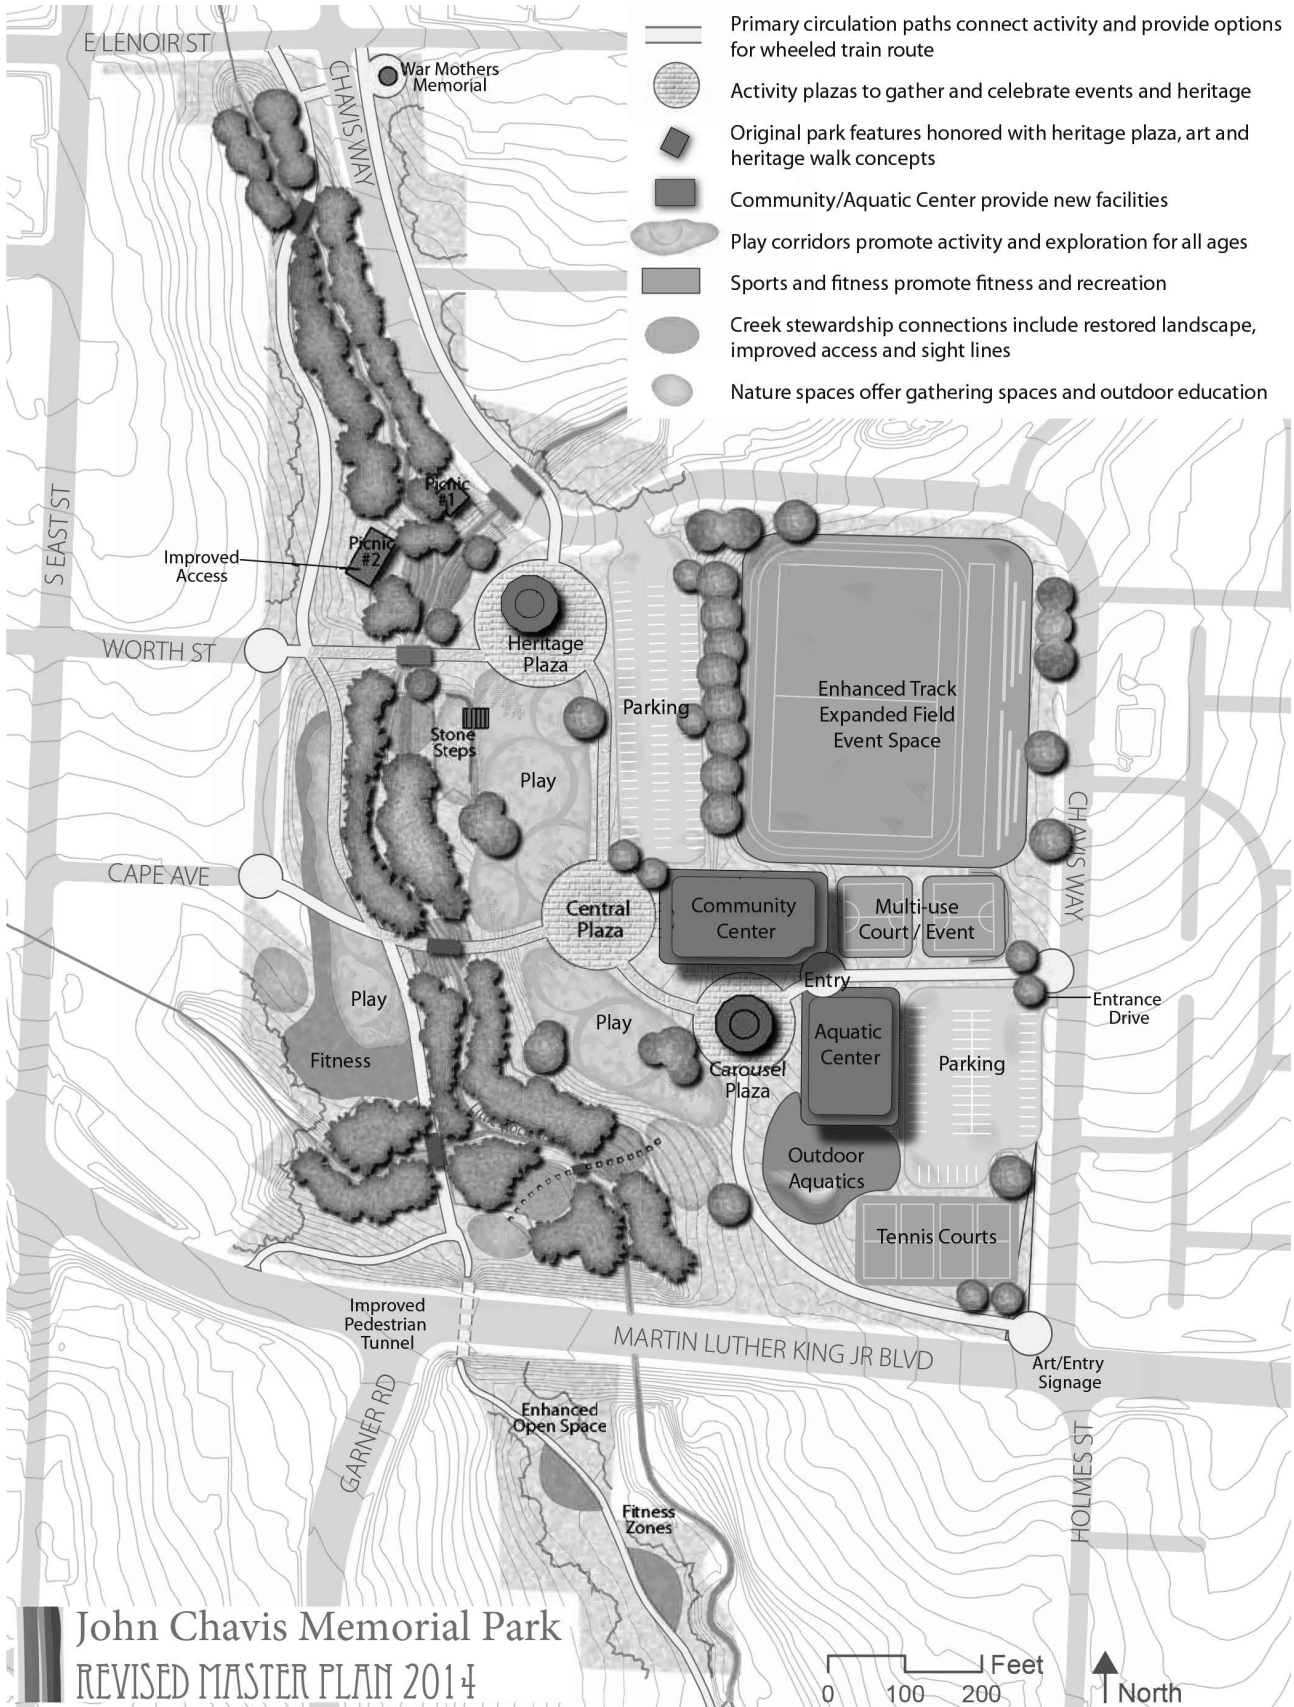 E LENOIR ST
CHAVIS WAY
War Mothers
Memorial
Primary circulation paths connect activity and provide options
for wheeled train route
Activity plazas to gather and celebrate events and heritage
Original park features honored with heritage plaza, art and
heritage walk concepts
Community/Aquatic Center provide new facilities
Play corridors promote activity and exploration for all ages
Sports and fitness promote fitness and recreation
Creek stewardship connections include restored landscape,
improved access and sight lines
Nature spaces offer gathering spaces and outdoor education
S EAST ST
Picnic
#1
Picnic
#2
Improved
Access
WORTH ST
Heritage
Plaza
Parking
Enhanced Track
Expanded Field
Event Space
Stone
Steps
Play
CHAVIS WAY
CAPE AVE
Central
Plaza
Community
Center
Multi-use
Court / Event
Entry
Entrance
Drive
Play
Play
Fitness
Aquatic
Center
Parking
Carousel
Plaza
Outdoor
Aquatics
Tennis Courts
Improved
Pedestrian
Tunnel
MARTIN LUTHER KING JR BLVD
Art/Entry
Signage
GARNER RD
Enhanced
Open Space
HOLMES ST
Fitness
Zones
John Chavis Memorial Park
REVISED MASTER PLAN 2014
Feet
0 100 200
North